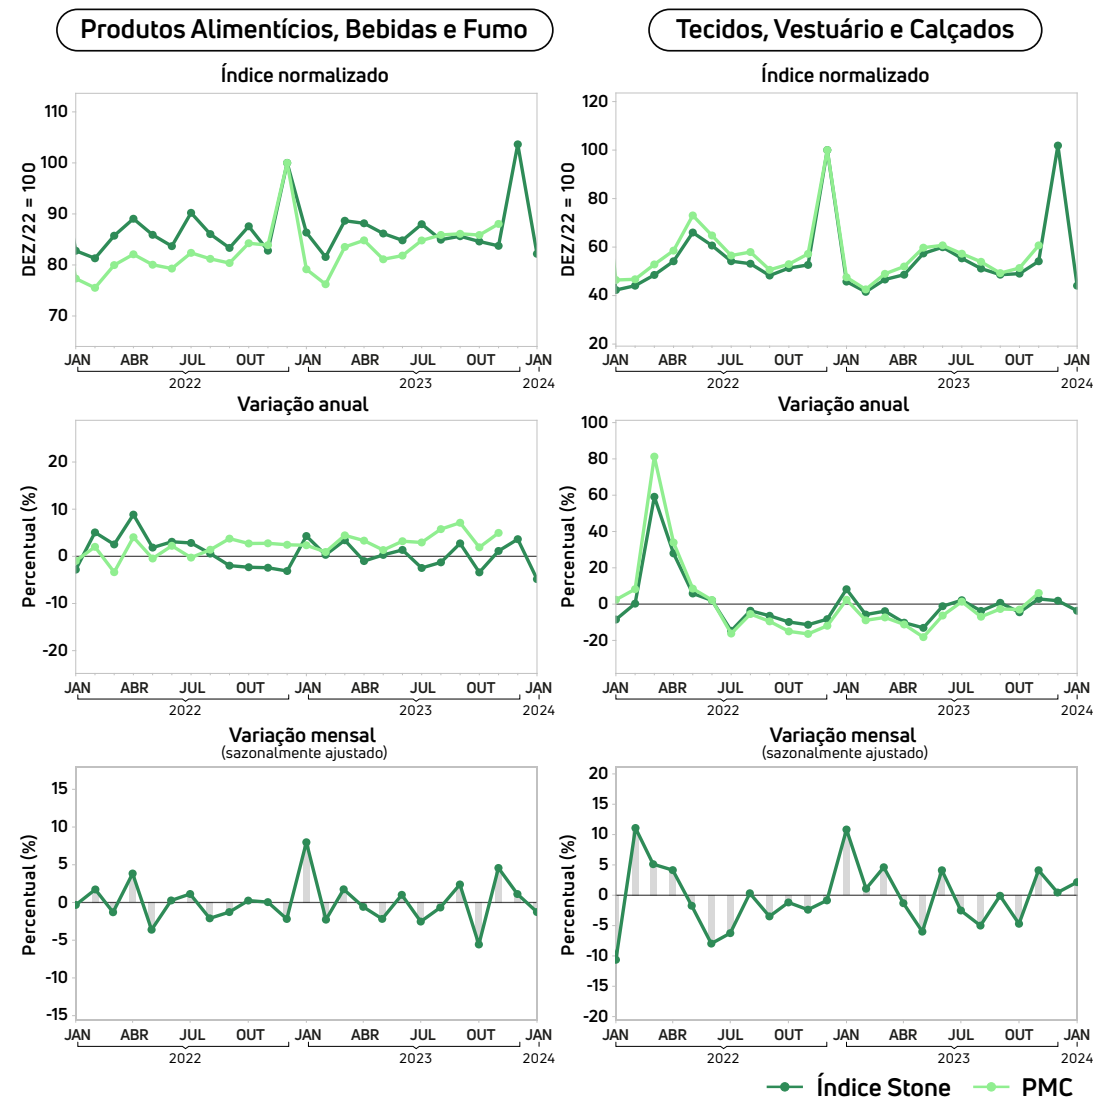 Produtos Alimentícios, Bebidas e Fumo
Tecidos, Vestuário e Calçados
Índice normalizado
DEZ/22 = 100
110
100
90
80
70
JAN ABR JUL OUT JAN ABR JUL OUT JAN
2022 2023 2024
Índice normalizado
DEZ/22 = 100
120
100
80
60
40
20
JAN ABR JUL OUT JAN ABR JUL OUT JAN
2022 2023 2024
Variação anual
Percentual (%)
20
10
0
-10
-20
JAN ABR JUL OUT JAN ABR JUL OUT JAN
2022 2023 2024
Variação anual
Percentual (%)
100
80
60
40
20
0
-20
JAN ABR JUL OUT JAN ABR JUL OUT JAN
2022 2023 2024
Variação mensal
(sazonalmente ajustado)
Percentual (%)
15
10
5
0
-5
-10
-15
JAN ABR JUL OUT JAN ABR JUL OUT JAN
2022 2023 2024
Variação mensal
(sazonalmente ajustado)
Percentual (%)
20
15
10
5
0
-5
-10
-15
-20
JAN ABR JUL OUT JAN ABR JUL OUT JAN
2022 2023 2024
Índice Stone PMC